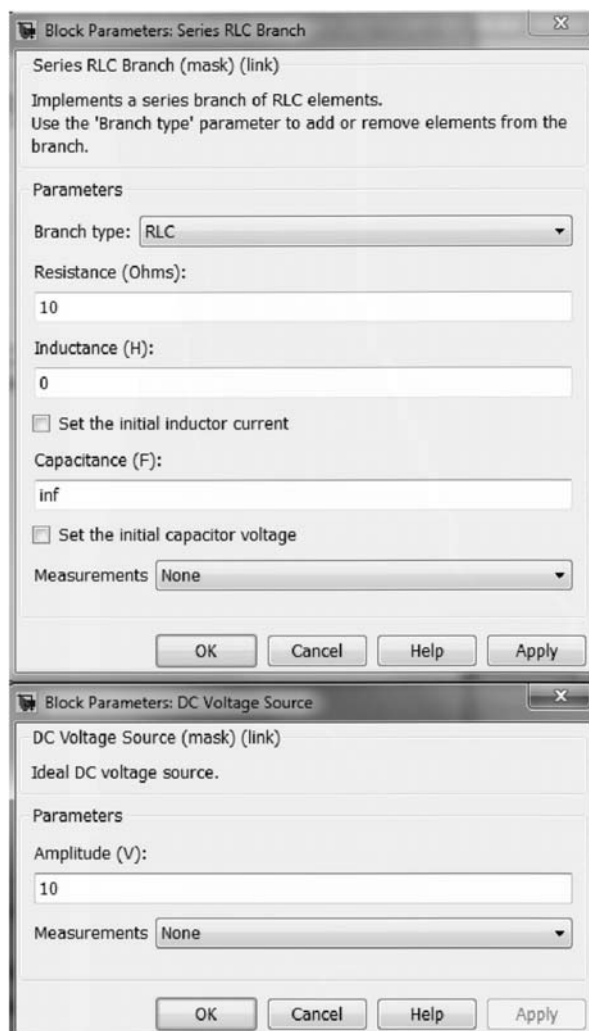 Block Parameters: Series RLC Branch
Series RLC Branch (mask) (link)
Implements a series branch of RLC elements.
Use the 'Branch type' parameter to add or remove elements from the
branch.
Parameters
Branch type: RLC
Resistance (Ohms):
10
Inductance (H):
0
Set the initial inductor current
Capacitance (F):
inf
Set the initial capacitor voltage
Measurements None
OK Cancel Help Apply
Block Parameters: DC Voltage Source
DC Voltage Source (mask) (link)
Ideal DC voltage source.
Parameters
Amplitude (V):
10
Measurements None
OK Cancel Help Apply